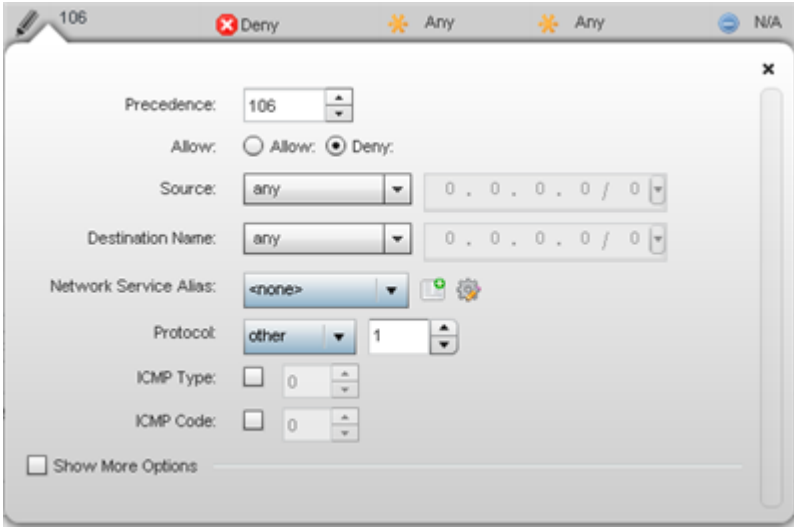 106 Deny Any Any N/A
Precedence: 106
Allow: Allow: Deny:
Source: any 0 . 0 . 0 . 0 / 0
Destination Name: any 0 . 0 . 0 . 0 / 0
Network Service Alias: <none>
Protocol: other 1
ICMP Type: 0
ICMP Code: 0
Show More Options